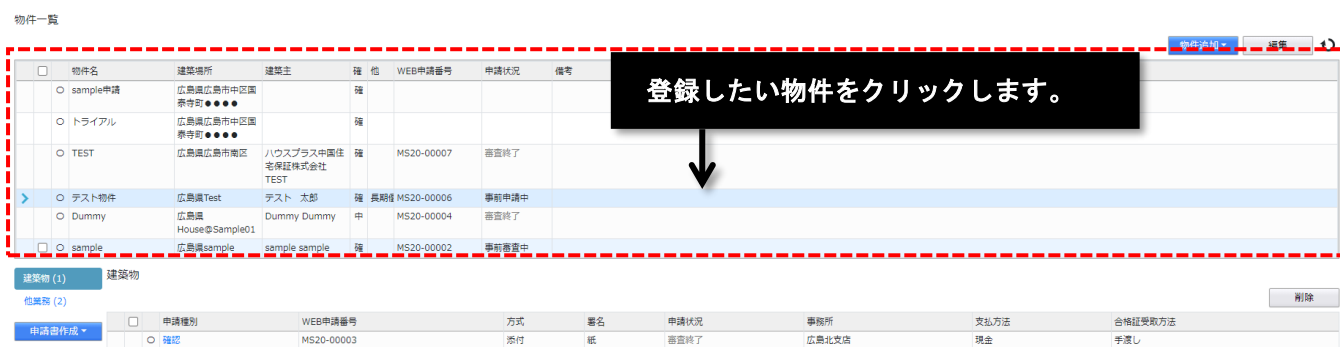 物件一覧
物件追加 編集
物件名 建築場所 建築主 確 他 WEB申請番号 申請状況 備考
登録したい物件をクリックします。
sample申請 広島県広島市中区国 確
泰寺町●●●●
トライアル 広島県広島市中区国 確
泰寺町●●●●
TEST 広島県広島市南区 ハウスプラス中国住 確 MS20-00007 審査終了
宅保証株式会社
TEST
テスト物件 広島県Test テスト 太郎 確 長期 MS20-00006 事前申請中
Dummy 広島県 Dummy Dummy 中 MS20-00004 審査終了
House@Sample01
sample 広島県sample sample sample 確 MS20-00002 事前審査中
建築物 (1) 建築物
他業務 (2)
削除
申請書作成
申請種別 WEB申請番号 方式 署名 申請状況 事務所 支払方法 合格証受取方法
確認 MS20-00003 添付 紙 審査終了 広島北支店 現金 手渡し